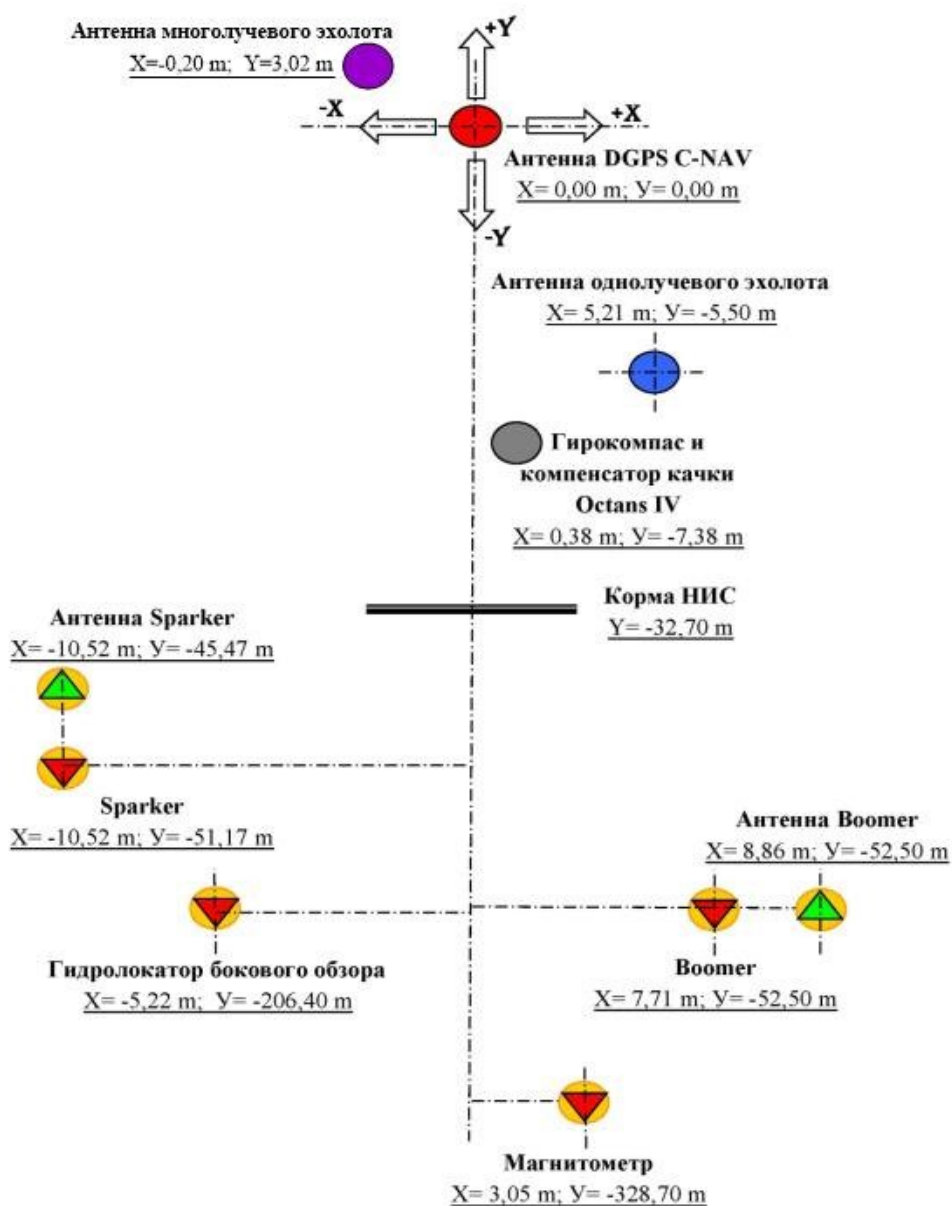 Антенна многолучевого эхолота
X=-0,20 m; Y=3,02 m
+Y
-X
+X
Антенна DGPS C-NAV
X= 0,00 m; У= 0,00 m
-Y
Антенна однолучевого эхолота
X= 5,21 m; У= -5,50 m
Гирокомпас и
компенсатор качки
Octans IV
X= 0,38 m; У= -7,38 m
Корма НИС
Y= -32,70 m
Антенна Sparker
X= -10,52 m; У= -45,47 m
Sparker
X= -10,52 m; У= -51,17 m
Антенна Boomer
X= 8,86 m; У= -52,50 m
Гидролокатор бокового обзора
X= -5,22 m; У= -206,40 m
Boomer
X= 7,71 m; У= -52,50 m
Магнитометр
X= 3,05 m; У= -328,70 m